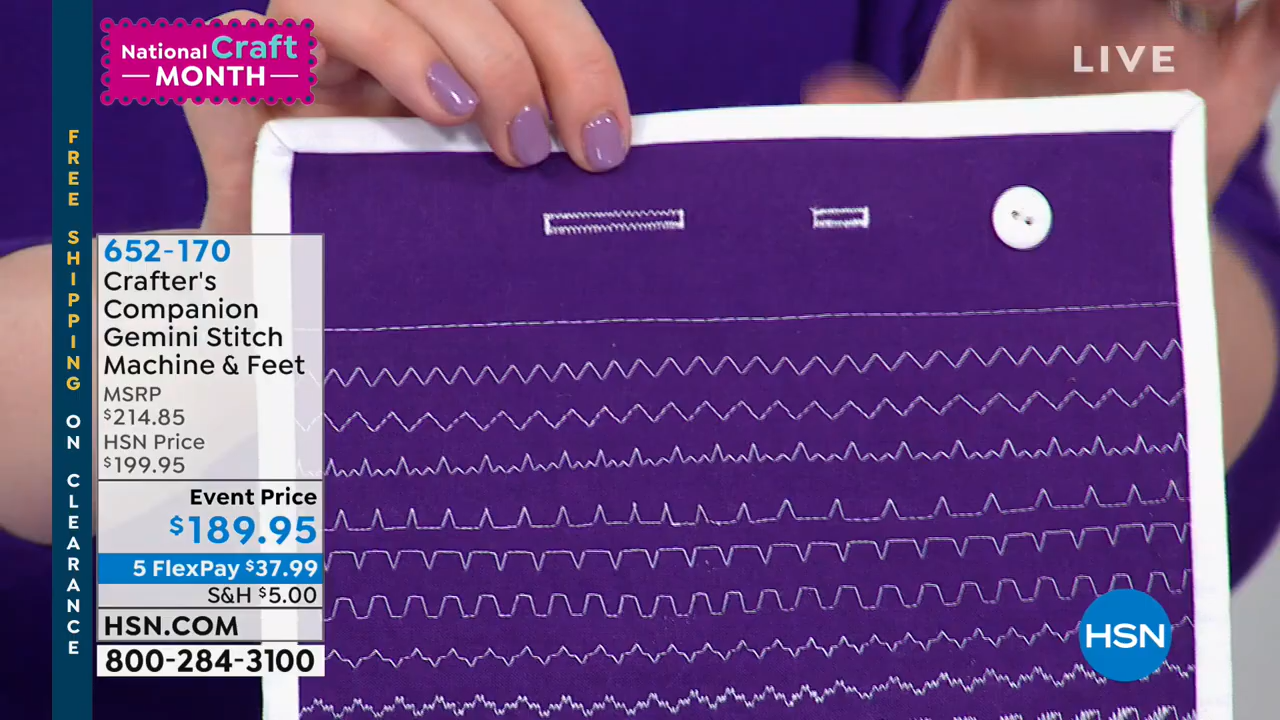 National Craft
MONTH
LIVE
FREE SHIPPING ON CLEARANCE
652-170
Crafter's
Companion
Gemini Stitch
Machine & Feet
MSRP
$214.85
HSN Price
$199.95
Event Price
$189.95
5 FlexPay $37.99
S&H $5.00
HSN.COM
800-284-3100
HSN